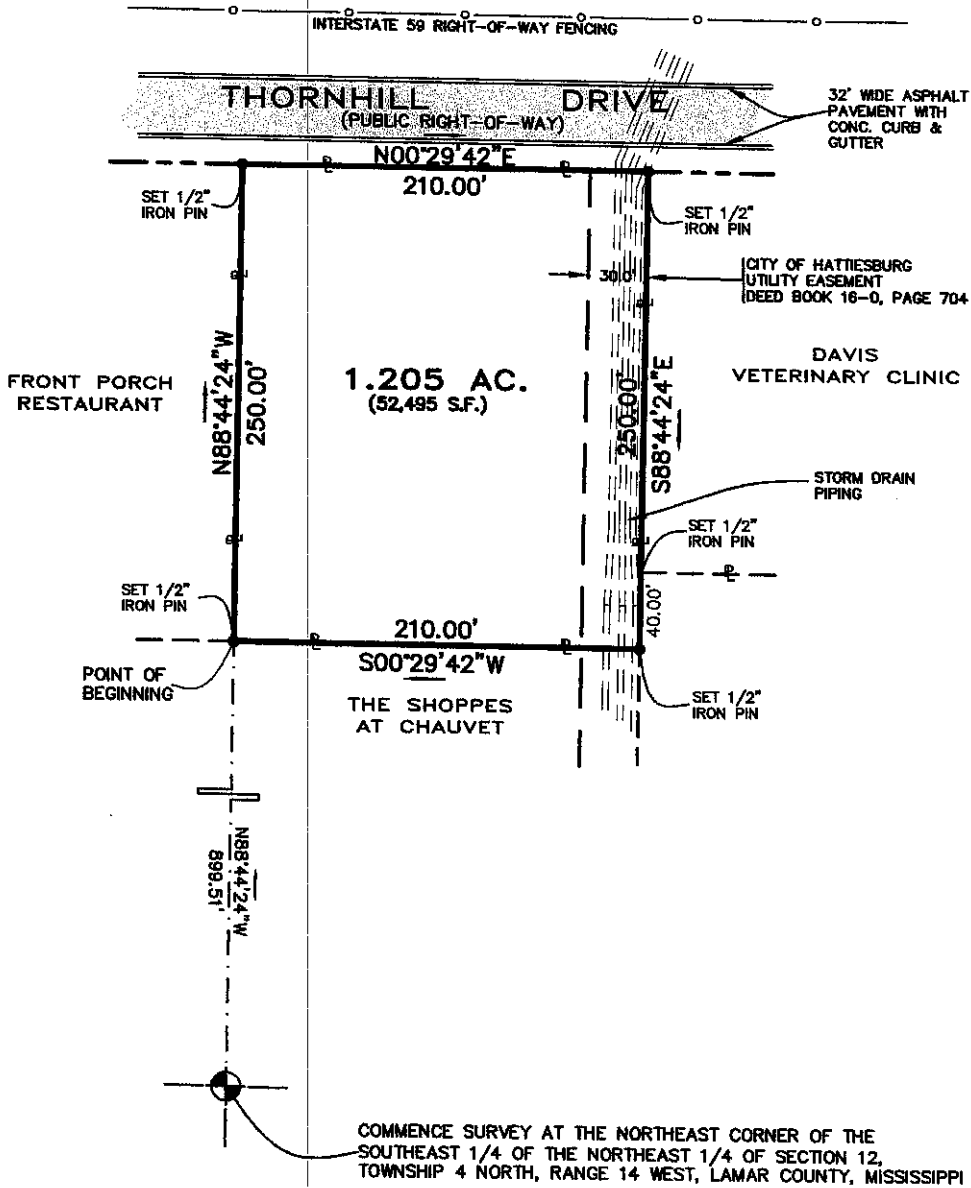 INTERSTATE 59 RIGHT-OF-WAY FENCING
THORNHILL DRIVE
(PUBLIC RIGHT-OF-WAY)
32' WIDE ASPHALT
PAVEMENT WITH
CONC. CURB &
GUTTER
N00°29'42"E
210.00'
SET 1/2"
IRON PIN
SET 1/2"
IRON PIN
30.0'
CITY OF HATTIESBURG
UTILITY EASEMENT
DEED BOOK 16-O, PAGE 704
FRONT PORCH
RESTAURANT
N88°44'24"W
250.00'
1.205 AC.
(52,495 S.F.)
250.00'
S88°44'24"E
DAVIS
VETERINARY CLINIC
STORM DRAIN
PIPING
SET 1/2"
IRON PIN
SET 1/2"
IRON PIN
40.00'
210.00'
S00°29'42"W
POINT OF
BEGINNING
THE SHOPPES
AT CHAUVET
SET 1/2"
IRON PIN
N88°44'24"W
899.51'
COMMENCE SURVEY AT THE NORTHEAST CORNER OF THE
SOUTHEAST 1/4 OF THE NORTHEAST 1/4 OF SECTION 12,
TOWNSHIP 4 NORTH, RANGE 14 WEST, LAMAR COUNTY, MISSISSIPPI